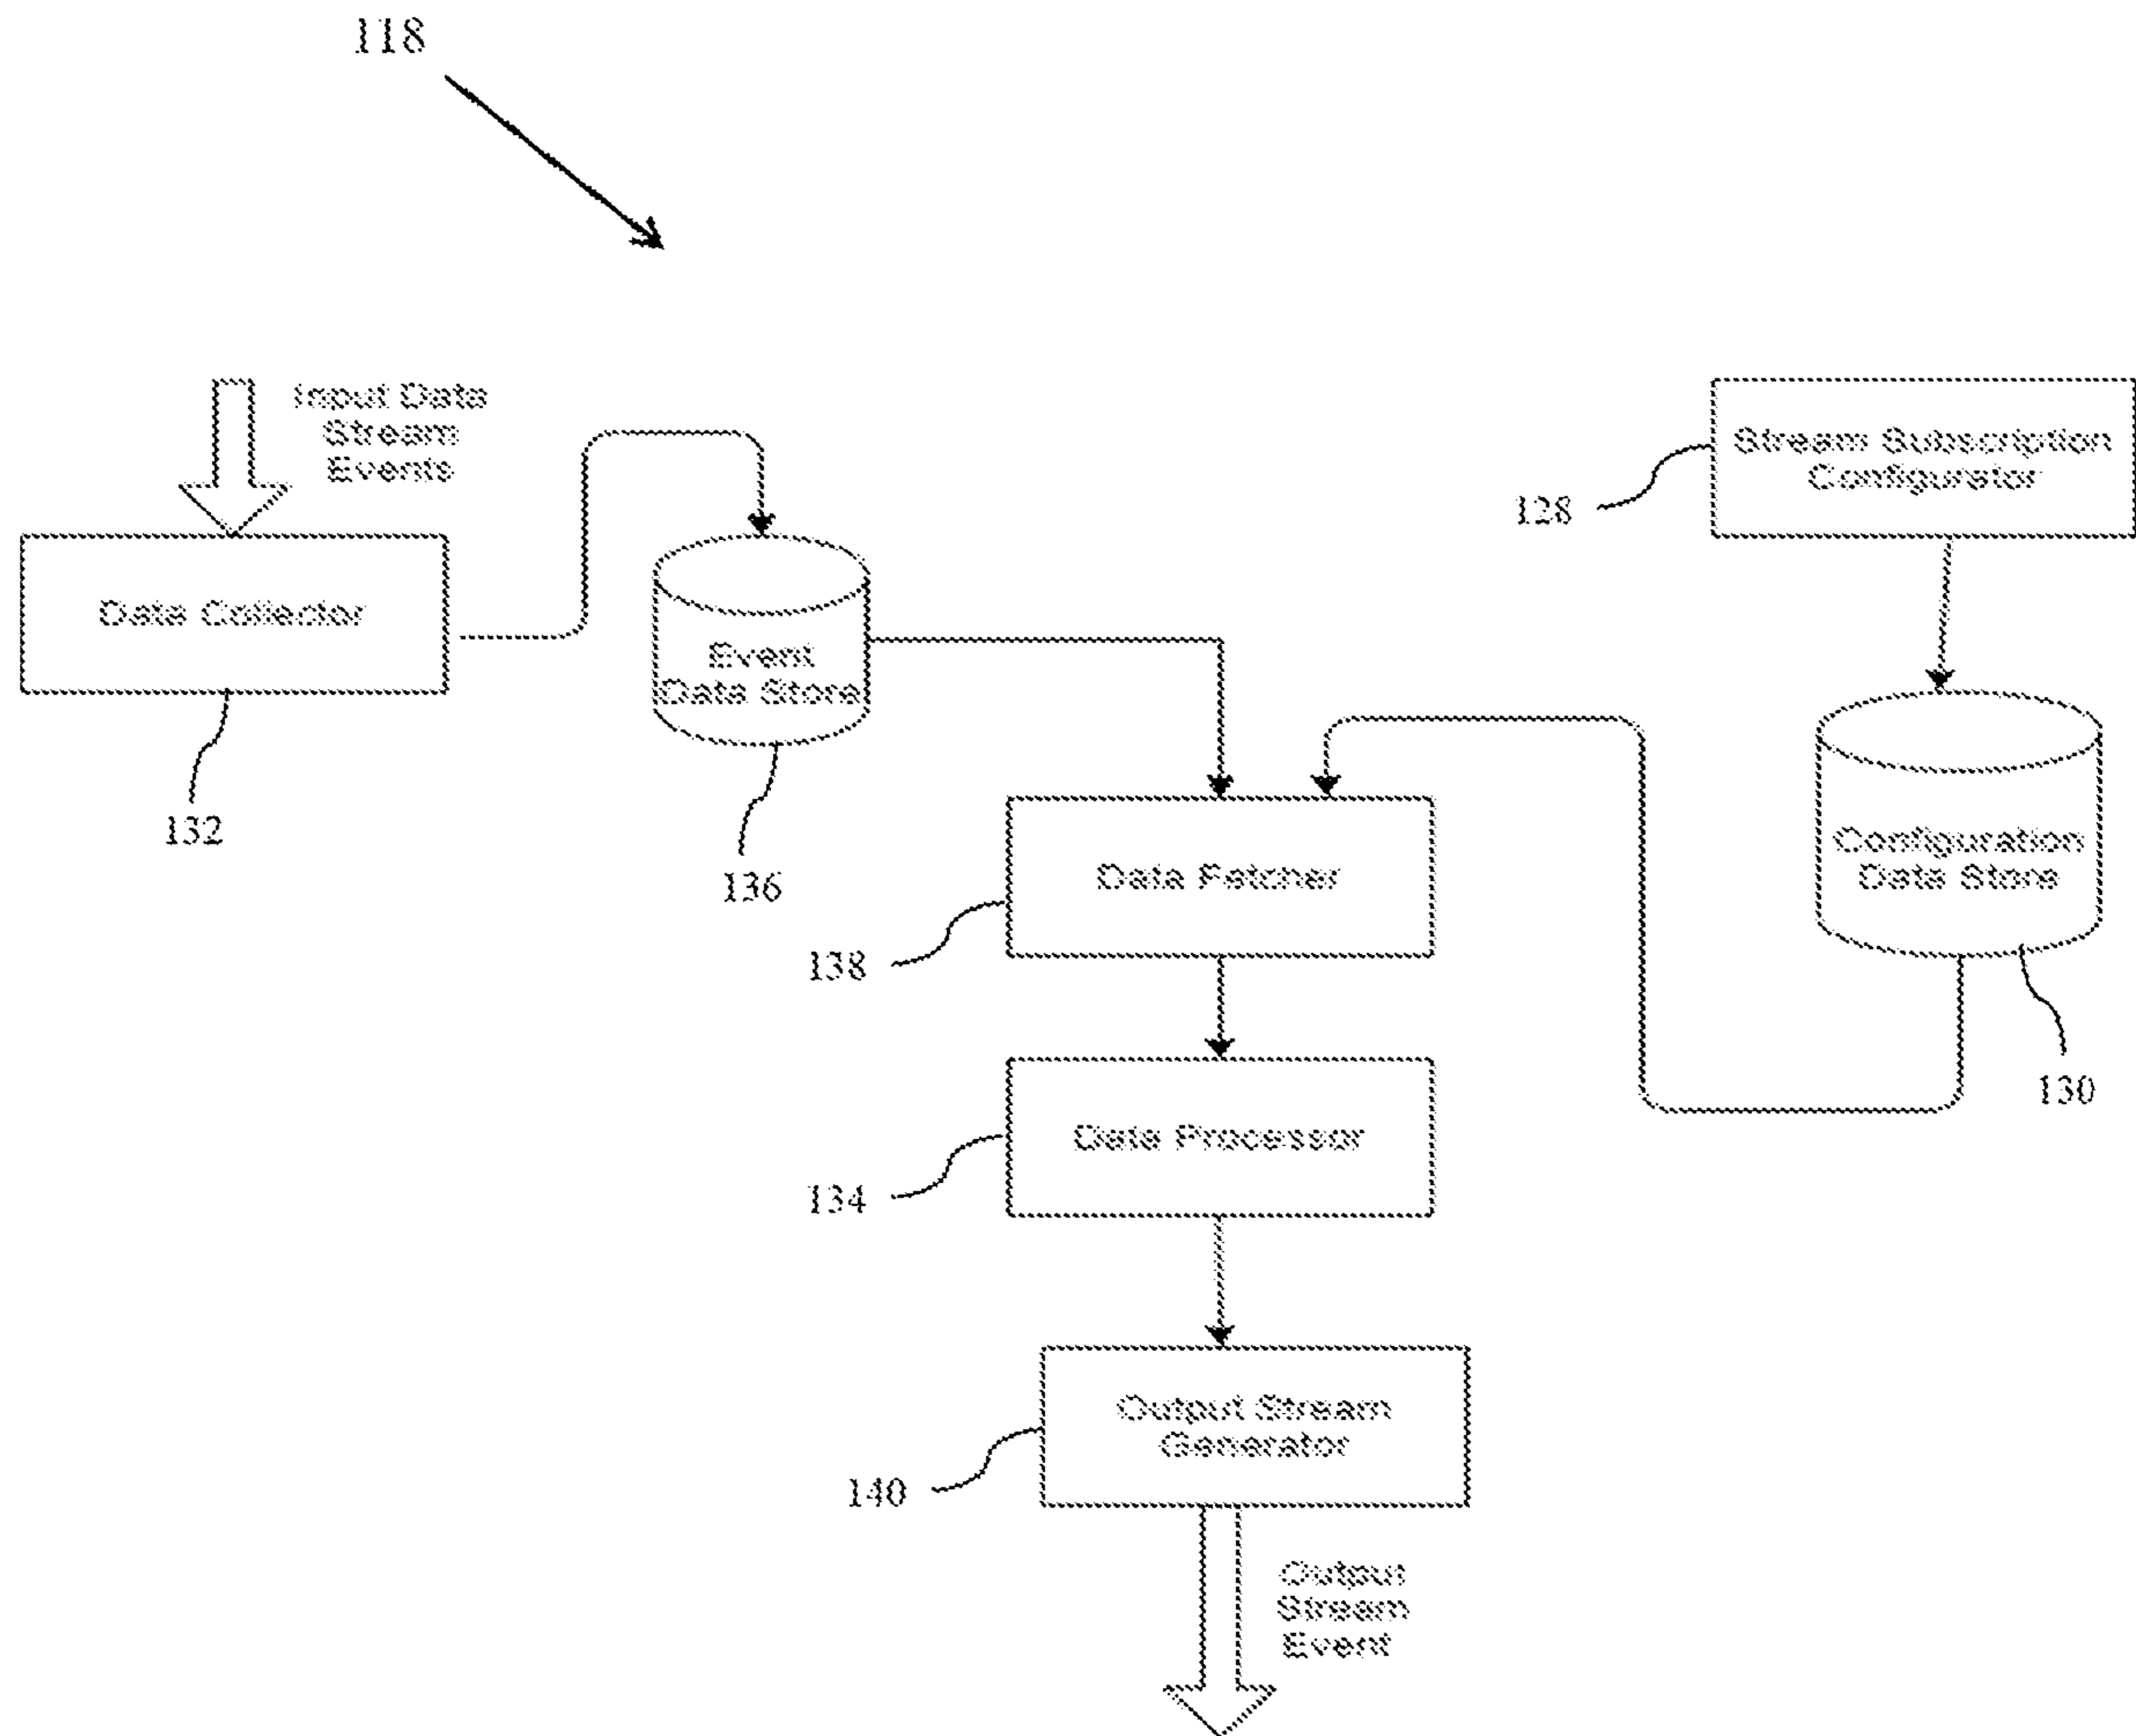 118
Input Data
Stream
Events
Stream Subscription
Configurator
128
Data Collector
Event
Data Store
132
136
Data Fetcher
138
Configuration
Data Store
130
Data Processor
134
Output Stream
Generator
140
Output
Stream
Event